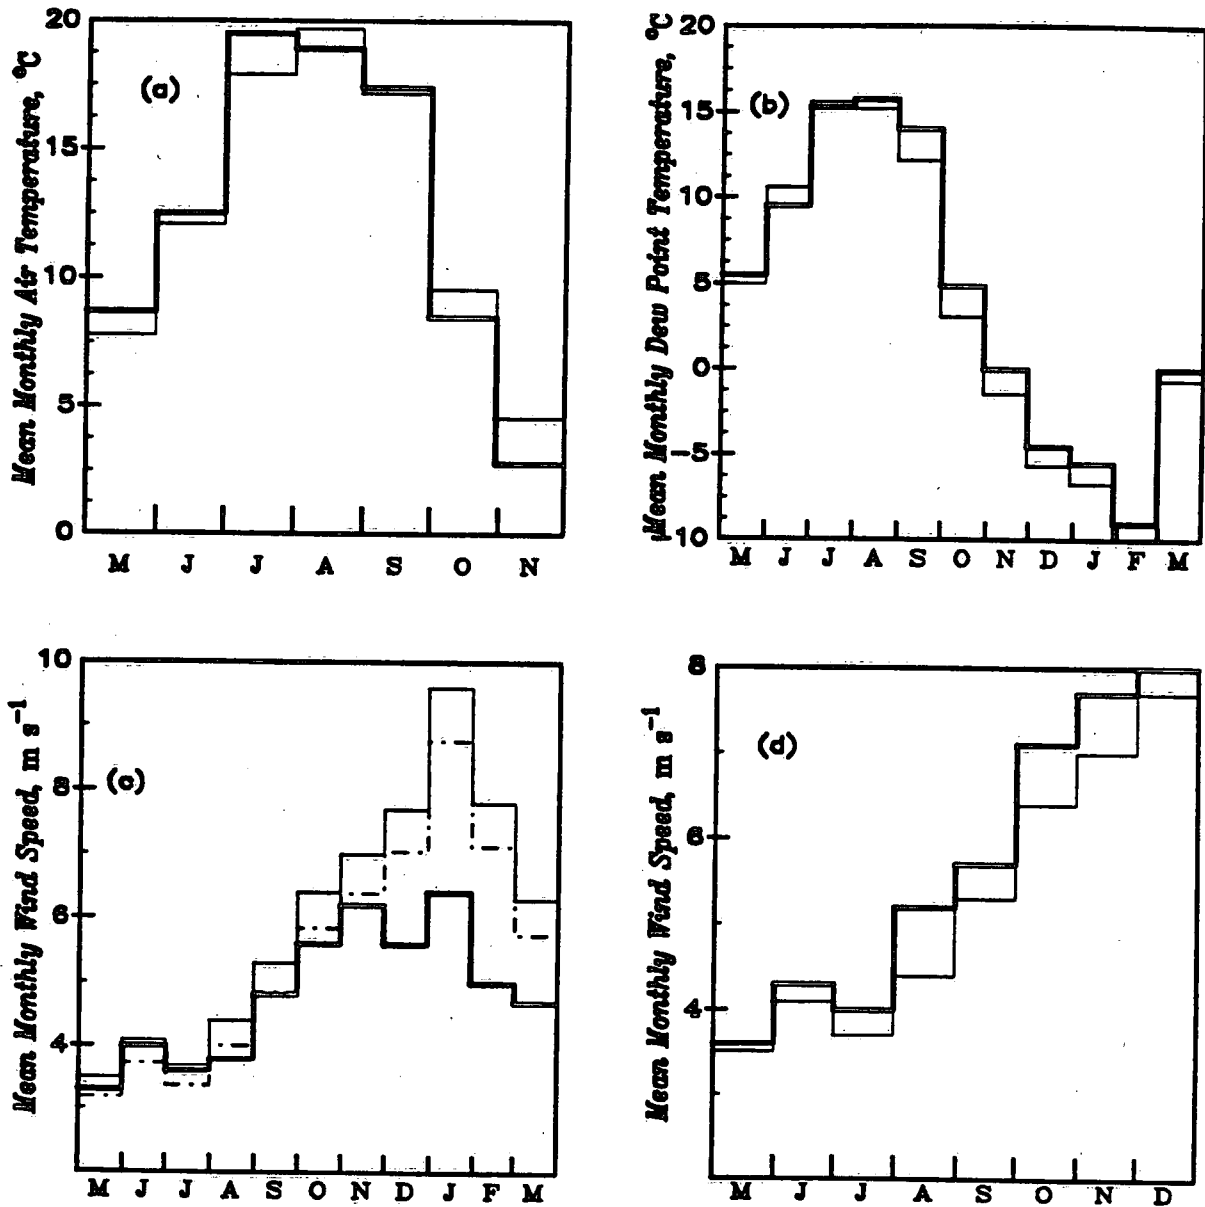 Mean Monthly Air Temperature, °C
20
15
10
5
0
(a)
M J J A S O N
Mean Monthly Dew Point Temperature, °C
20
15
10
5
0
-5
10
(b)
M J J A S O N D J F M
Mean Monthly Wind Speed, m s⁻¹
10
8
6
4
(c)
M J J A S O N D J F M
Mean Monthly Wind Speed, m s⁻¹
8
6
4
(d)
M J J A S O N D